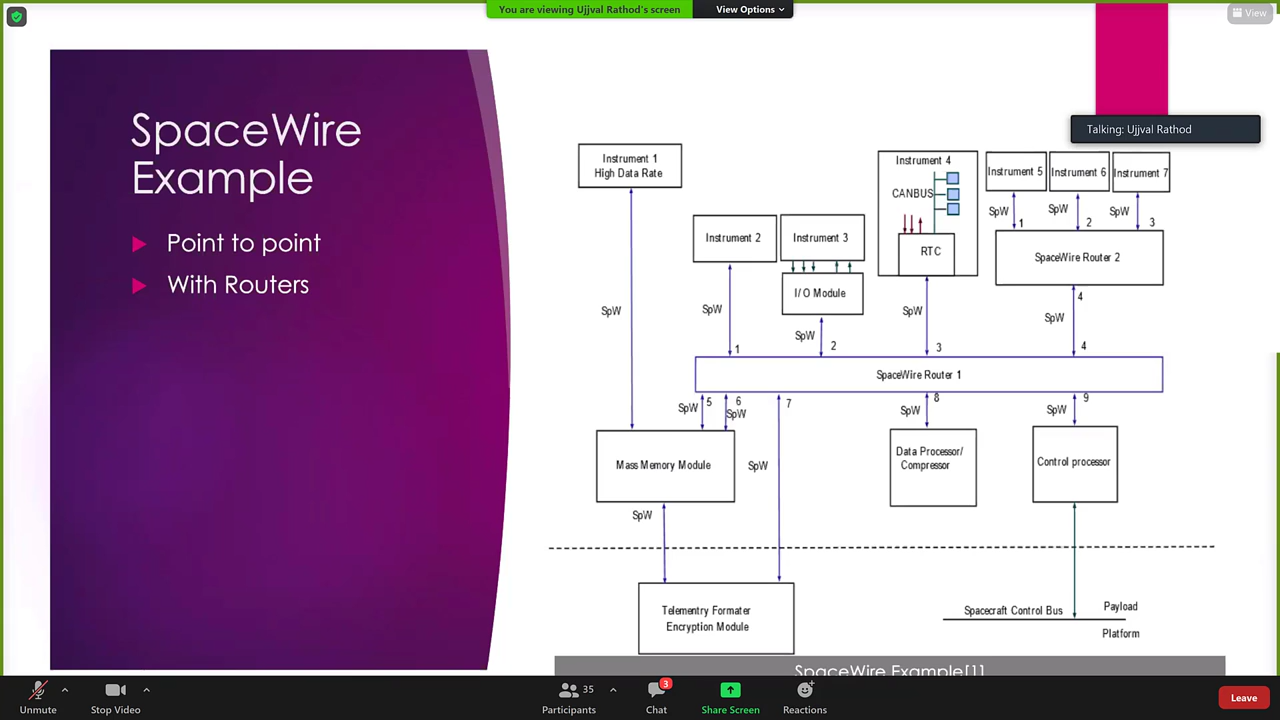 You are viewing Ujjval Rathod's screen
View Options
View
Talking: Ujjval Rathod
SpaceWire
Example
Point to point
With Routers
Instrument 1
High Data Rate
Instrument 2
Instrument 3
I/O Module
Instrument 4
CANBUS
RTC
Instrument 5
Instrument 6
Instrument 7
SpW
1
SpW
2
SpW
3
SpaceWire Router 2
4
SpW
SpW
SpW
1
SpW
2
SpW
3
4
SpaceWire Router 1
SpW
5
6
SpW
7
SpW
8
SpW
9
SpW
Mass Memory Module
Data Processor/
Compressor
Control processor
SpW
Telementry Formater
Encryption Module
Spacecraft Control Bus
Payload
Platform
SpaceWire Example[1]
Unmute
Stop Video
35
Participants
3
Chat
Share Screen
Reactions
Leave